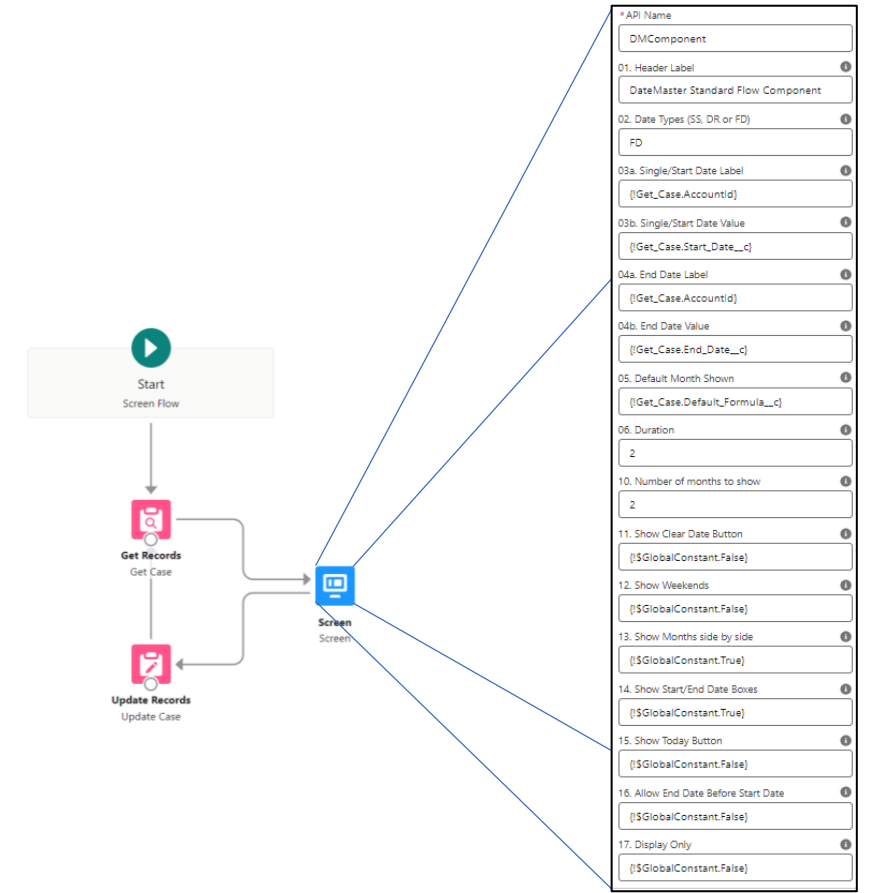 Start
Screen Flow
Get Records
Get Case
Screen
Screen
Update Records
Update Case
*API Name
DMComponent
01. Header Label
DateMaster Standard Flow Component
02. Date Types (SS, DR or FD)
FD
03a. Single/Start Date Label
{!Get_Case.AccountId}
03b. Single/Start Date Value
{!Get_Case.Start_Date__c}
04a. End Date Label
{!Get_Case.AccountId}
04b. End Date Value
{!Get_Case.End_Date__c}
05. Default Month Shown
{!Get_Case.Default_Formula__c}
06. Duration
2
10. Number of months to show
2
11. Show Clear Date Button
{!$GlobalConstant.False}
12. Show Weekends
{!$GlobalConstant.False}
13. Show Months side by side
{!$GlobalConstant.True}
14. Show Start/End Date Boxes
{!$GlobalConstant.True}
15. Show Today Button
{!$GlobalConstant.False}
16. Allow End Date Before Start Date
{!$GlobalConstant.False}
17. Display Only
{!$GlobalConstant.False}